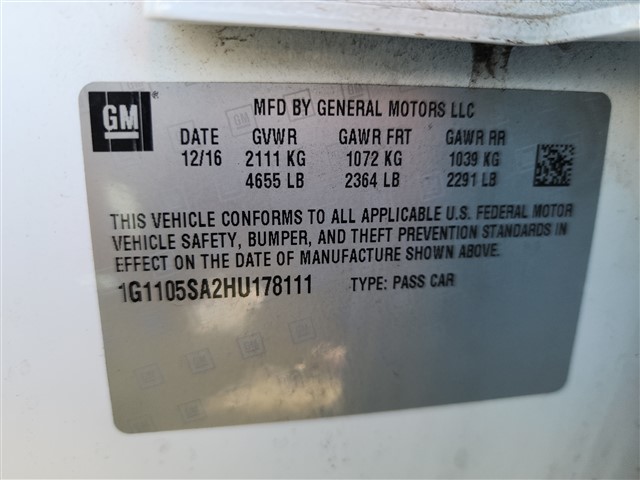 GM® MFD BY GENERAL MOTORS LLC
DATE GVWR GAWR FRT GAWR RR
12/16 2111 KG 1072 KG 1039 KG
4655 LB 2364 LB 2291 LB
THIS VEHICLE CONFORMS TO ALL APPLICABLE U.S. FEDERAL MOTOR
VEHICLE SAFETY, BUMPER, AND THEFT PREVENTION STANDARDS IN
EFFECT ON THE DATE OF MANUFACTURE SHOWN ABOVE.
1G1105SA2HU178111 TYPE: PASS CAR